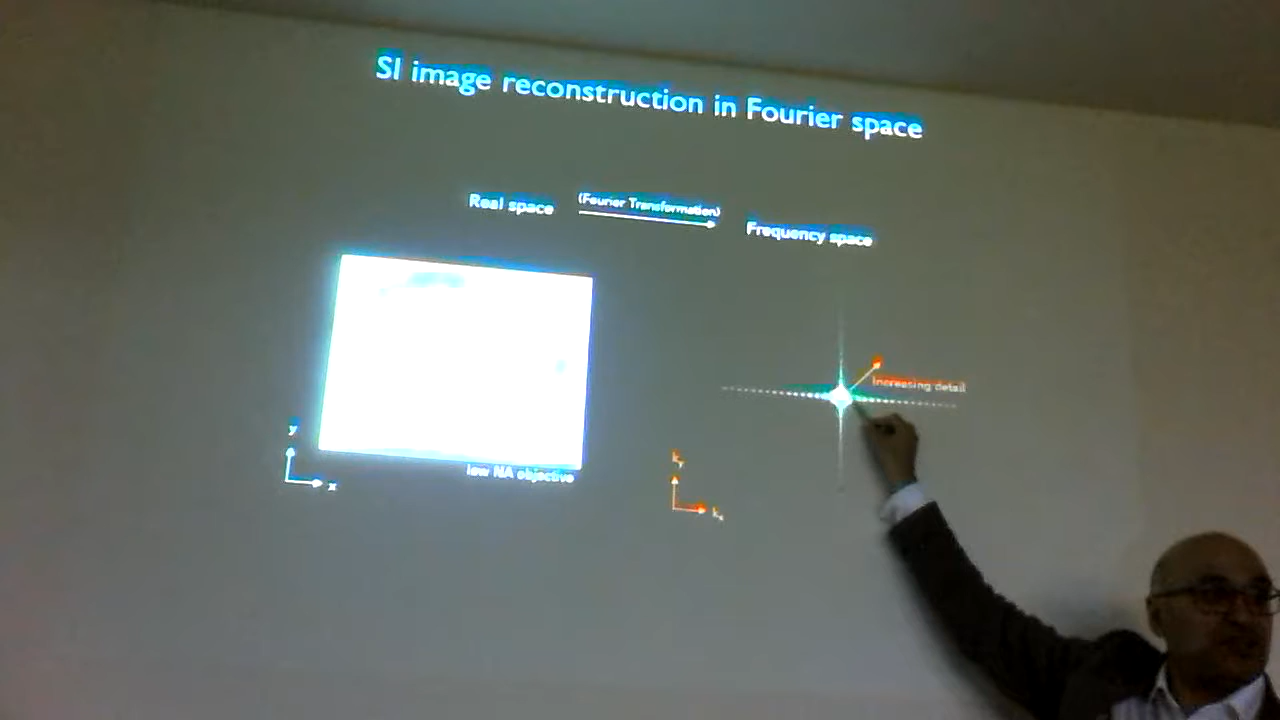 SI image reconstruction in Fourier space
Real space
(Fourier Transformation)
Frequency space
Increasing detail
y
x
low NA objective
ky
kx